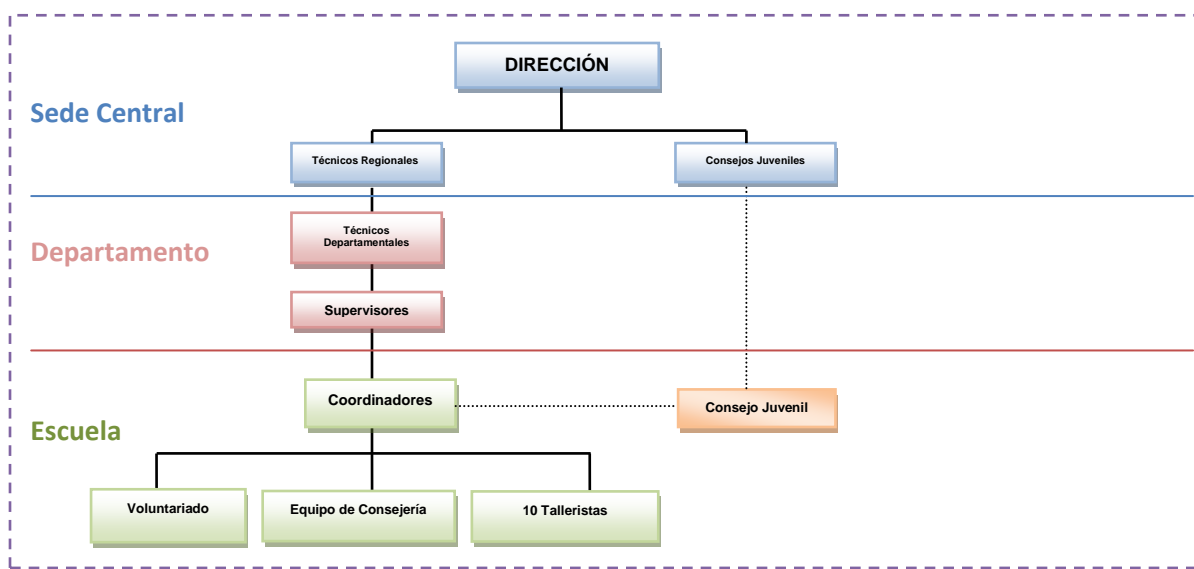 DIRECCIÓN
Sede Central
Técnicos Regionales
Consejos Juveniles
Técnicos
Departamentales
Departamento
Supervisores
Coordinadores
Consejo Juvenil
Escuela
Voluntariado
Equipo de Consejería
10 Talleristas